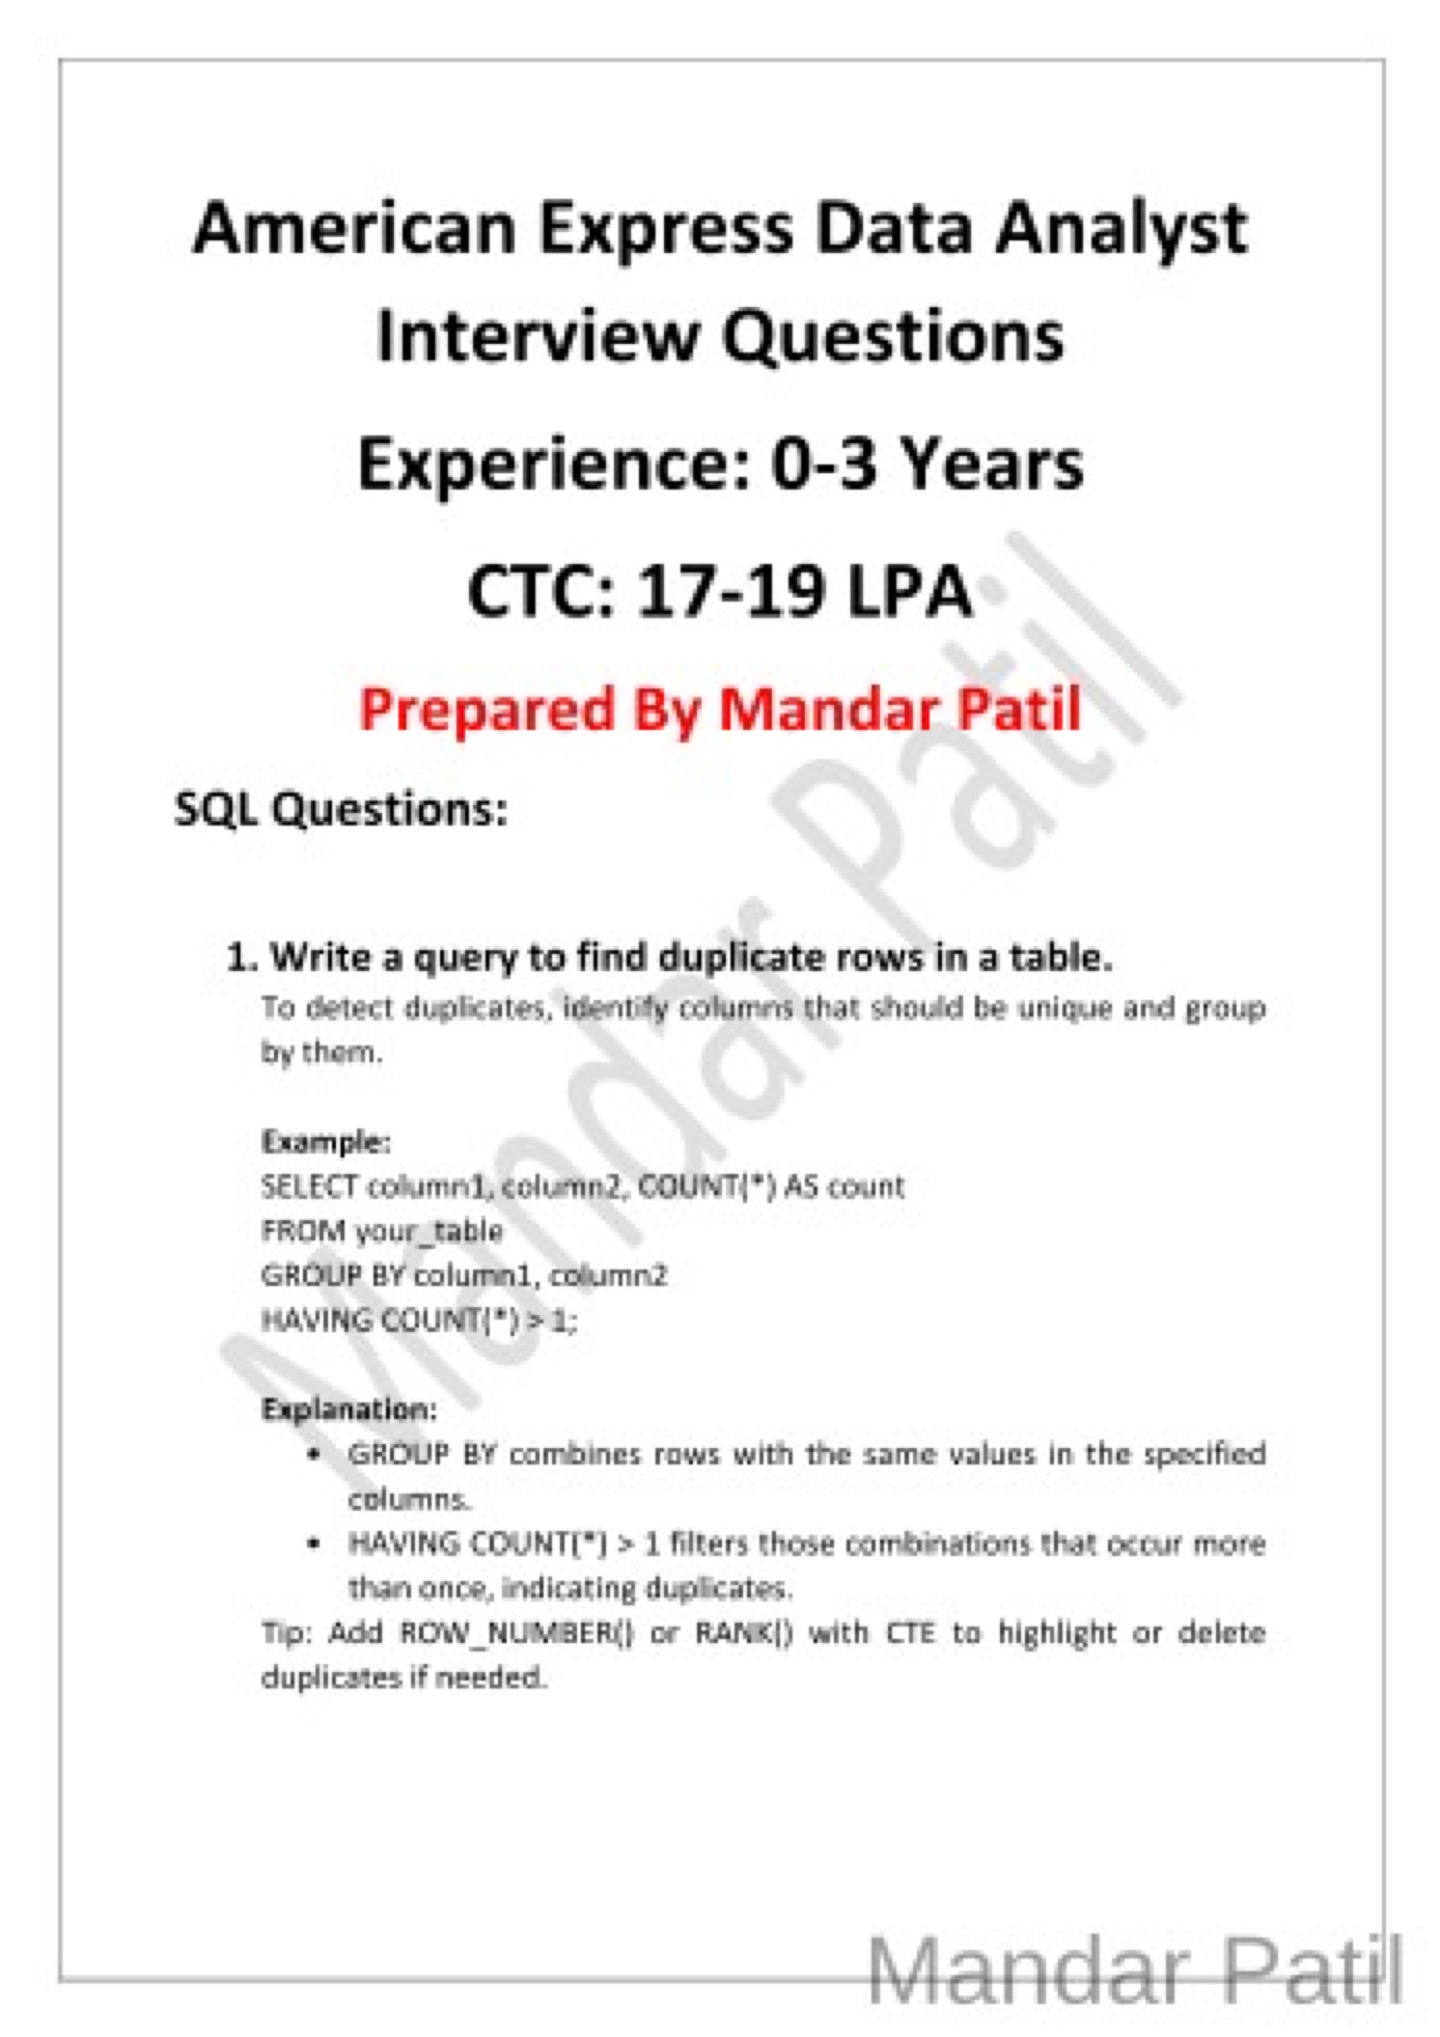 American Express Data Analyst
Interview Questions
Experience: 0-3 Years
CTC: 17-19 LPA
Prepared By Mandar Patil
SQL Questions:
1. Write a query to find duplicate rows in a table.
To detect duplicates, identify columns that should be unique and group
by them.
Example:
SELECT column1, column2, COUNT(*) AS count
FROM your_table
GROUP BY column1, column2
HAVING COUNT(*) > 1;
Explanation:
• GROUP BY combines rows with the same values in the specified
columns.
• HAVING COUNT(*) > 1 filters those combinations that occur more
than once, indicating duplicates.
Tip: Add ROW_NUMBER() or RANK() with CTE to highlight or delete
duplicates if needed.
Mandar Patil
Mandar Patil